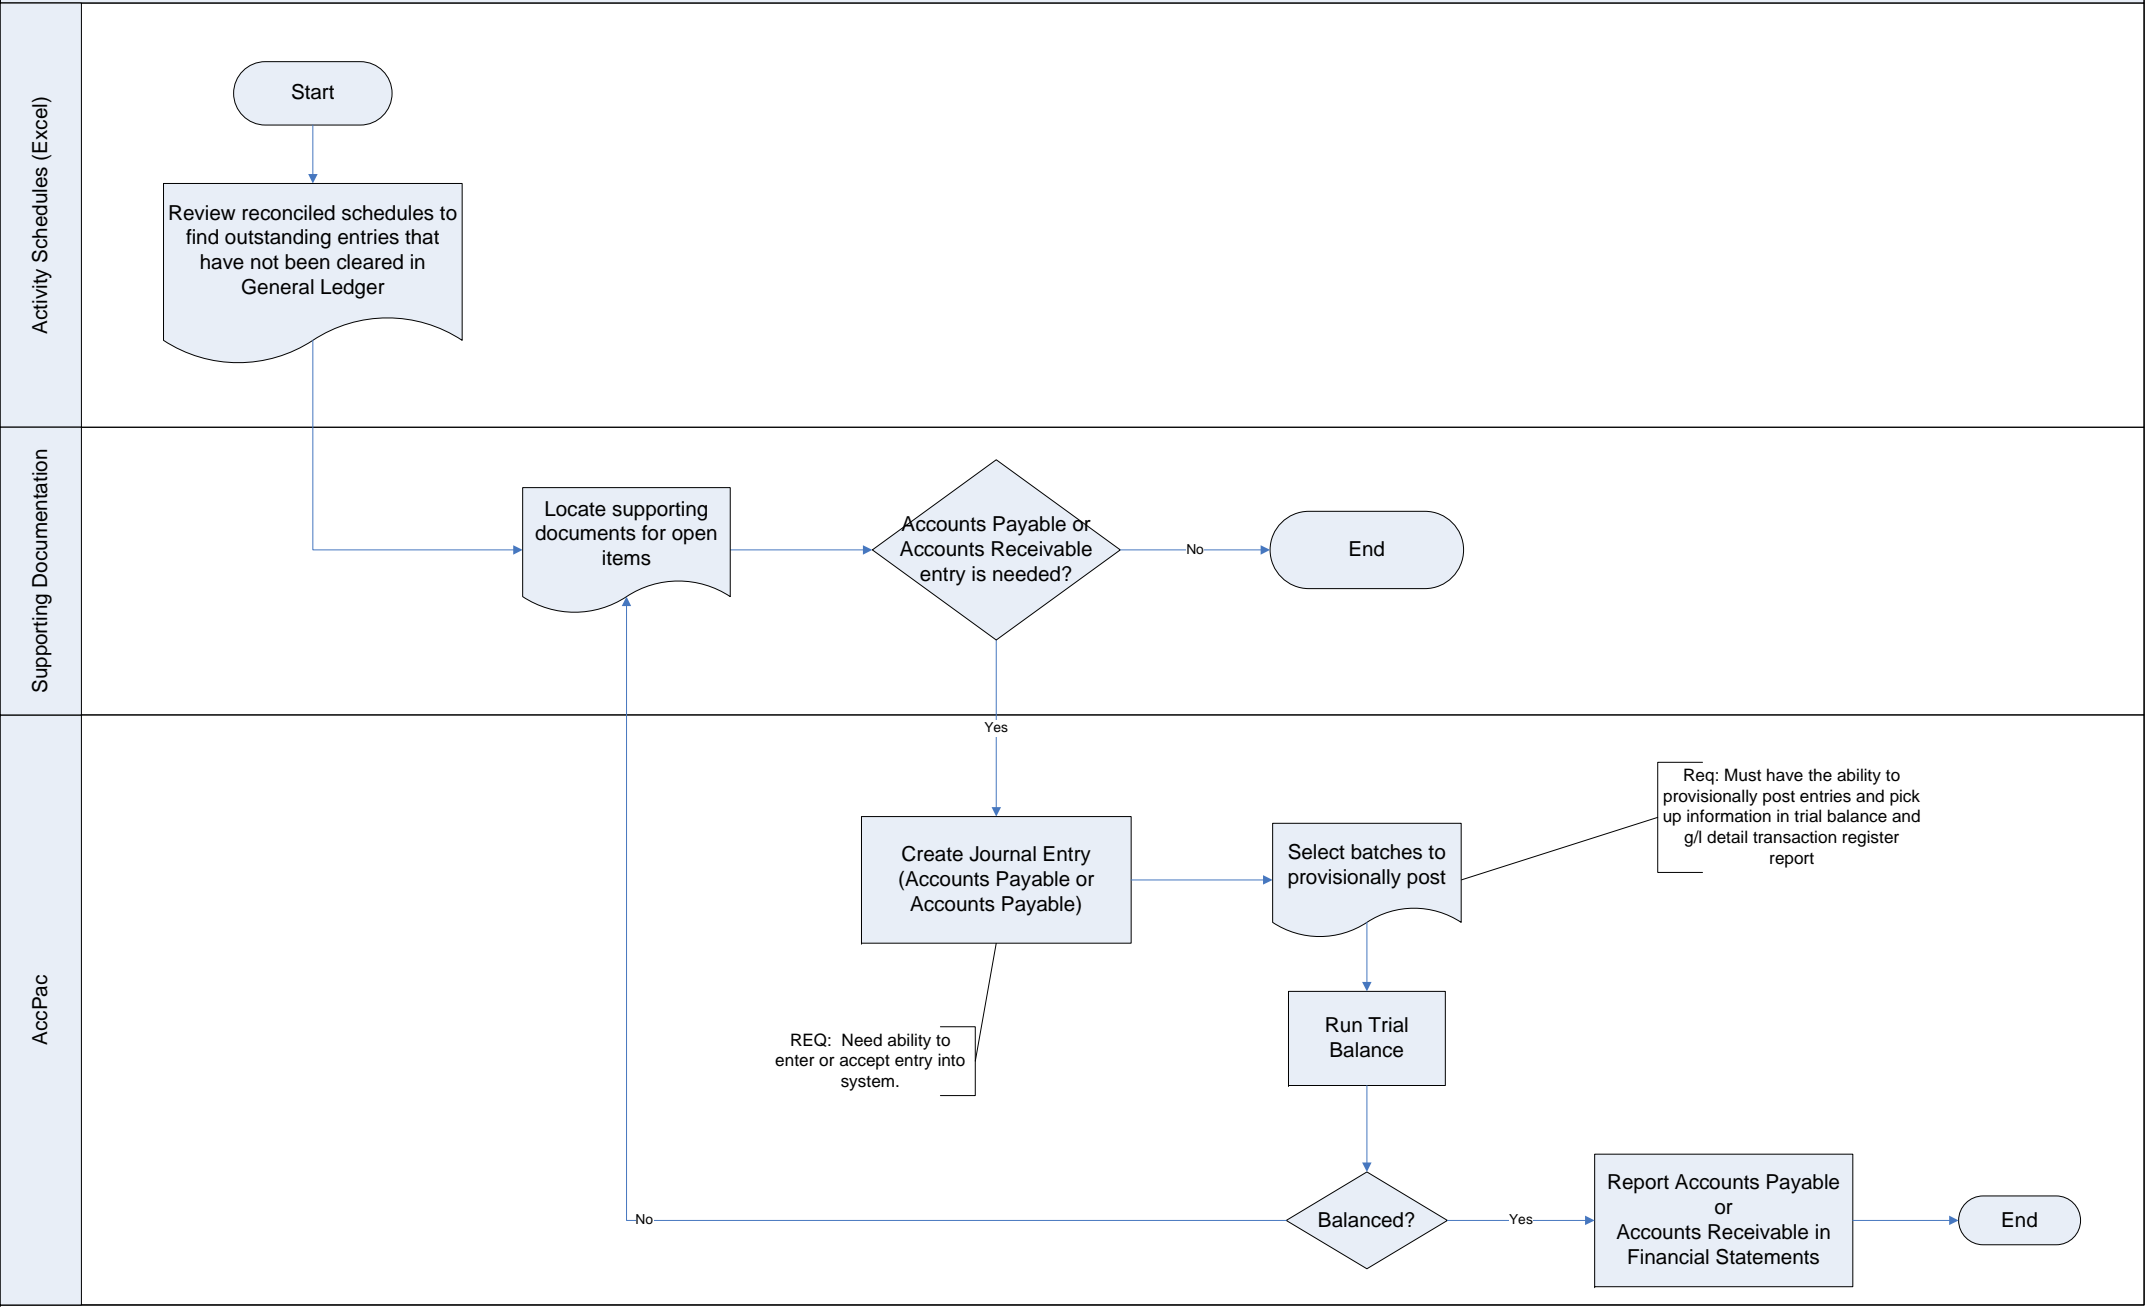 Activity Schedules (Excel)
Start
Review reconciled schedules to
find outstanding entries that
have not been cleared in
General Ledger
Supporting Documentation
Locate supporting
documents for open
items
Accounts Payable or
Accounts Receivable
entry is needed?
No
End
Yes
AccPac
Create Journal Entry
(Accounts Payable or
Accounts Payable)
REQ:  Need ability to
enter or accept entry into
system.
Select batches to
provisionally post
Req: Must have the ability to
provisionally post entries and pick
up information in trial balance and
g/l detail transaction register
report
Run Trial
Balance
Balanced?
No
Yes
Report Accounts Payable
or
Accounts Receivable in
Financial Statements
End